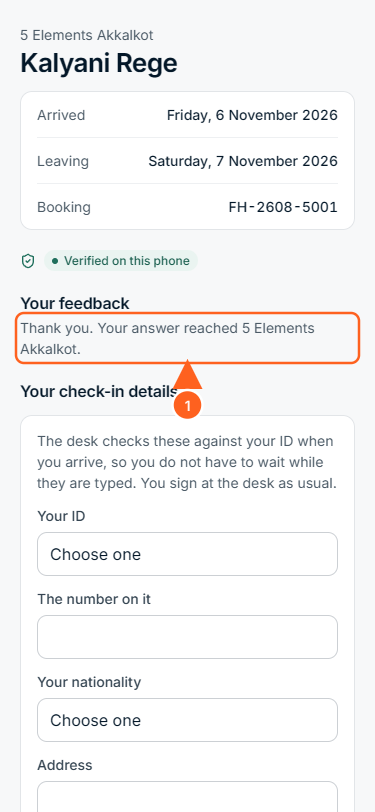 5 Elements Akkalkot
Kalyani Rege
Arrived Friday, 6 November 2026
Leaving Saturday, 7 November 2026
Booking FH-2608-5001
Verified on this phone
Your feedback
Thank you. Your answer reached 5 Elements
Akkalkot.
Your check-in details
1
The desk checks these against your ID when
you arrive, so you do not have to wait while
they are typed. You sign at the desk as usual.
Your ID
Choose one
The number on it
Your nationality
Choose one
Address